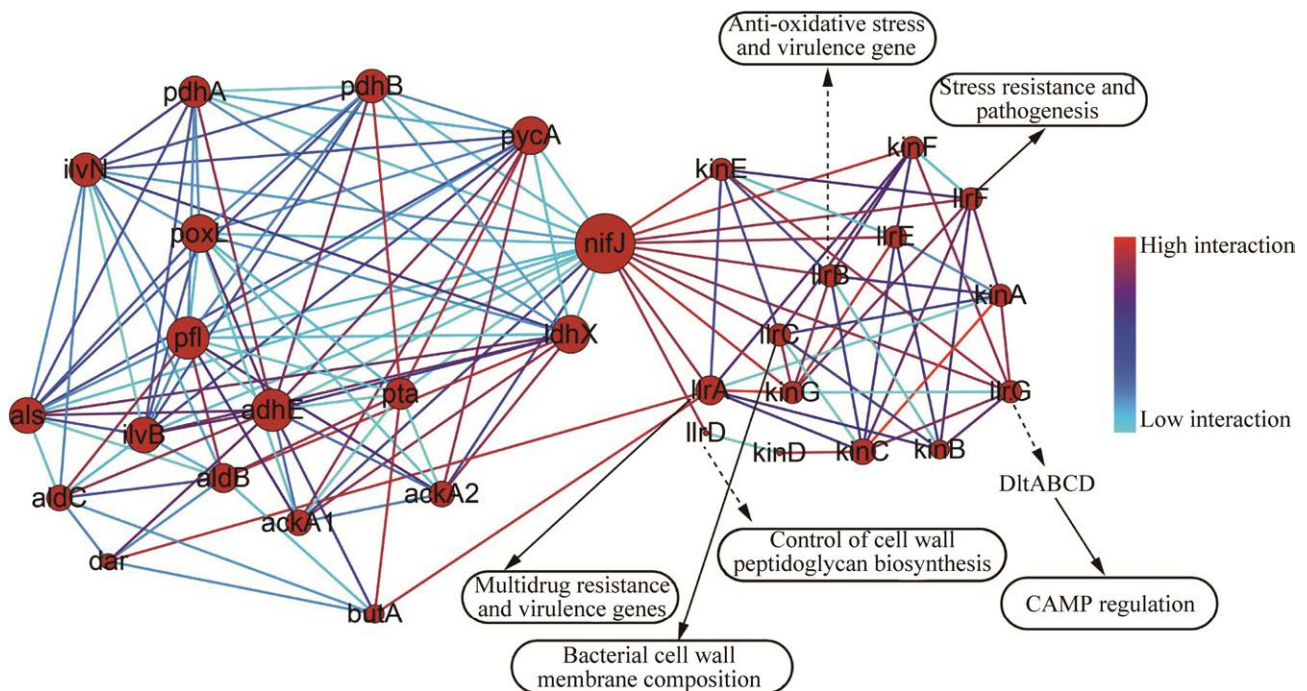 Anti-oxidative stress
and virulence gene
Stress resistance and
pathogenesis
pdhA
pdhB
pycA
ilvN
kinE
kinF
llrF
poxL
nifJ
llrE
llrB
kinA
High interaction
pfl
ldhX
llrC
als
ilvB
adhE
pta
llrA
kinG
llrG
Low interaction
llrD
kinD
kinC
kinB
aldC
aldB
ackA1
ackA2
DltABCD
dar
butA
Control of cell wall
peptidoglycan biosynthesis
Multidrug resistance
and virulence genes
CAMP regulation
Bacterial cell wall
membrane composition